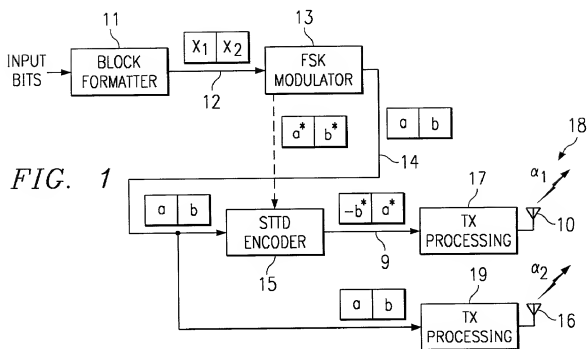 11
13
INPUT
BITS
BLOCK
FORMATTER
X₁ X₂
12
FSK
MODULATOR
a* b*
a b
14
18
FIG. 1
a b
STTD
ENCODER
15
-b* a*
9
17
TX
PROCESSING
α₁
10
a b
19
TX
PROCESSING
α₂
16